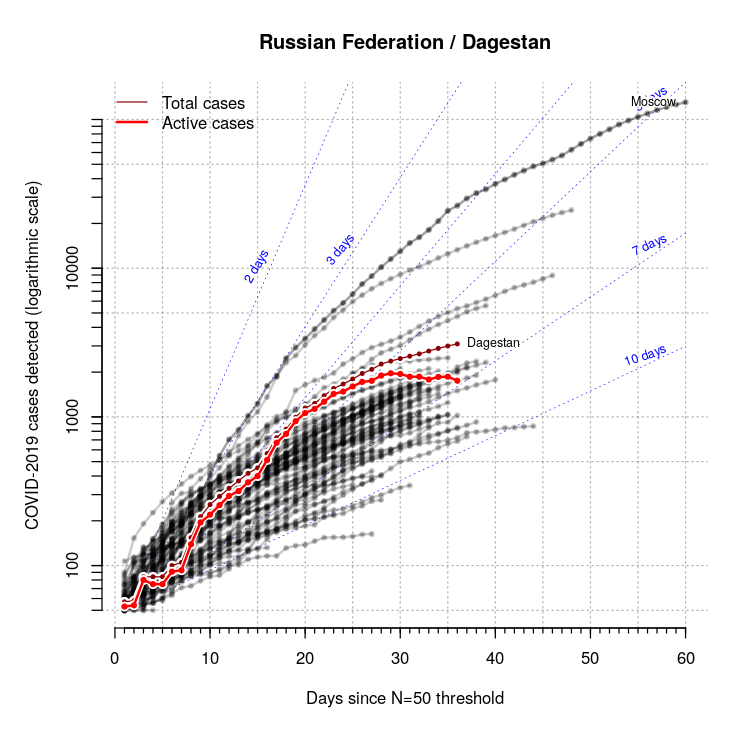 Russian Federation / Dagestan
Total cases
Active cases
Moscow
days
2 days
3 days
7 days
10 days
Dagestan
COVID-2019 cases detected (logarithmic scale)
10000
1000
100
0 10 20 30 40 50 60
Days since N=50 threshold